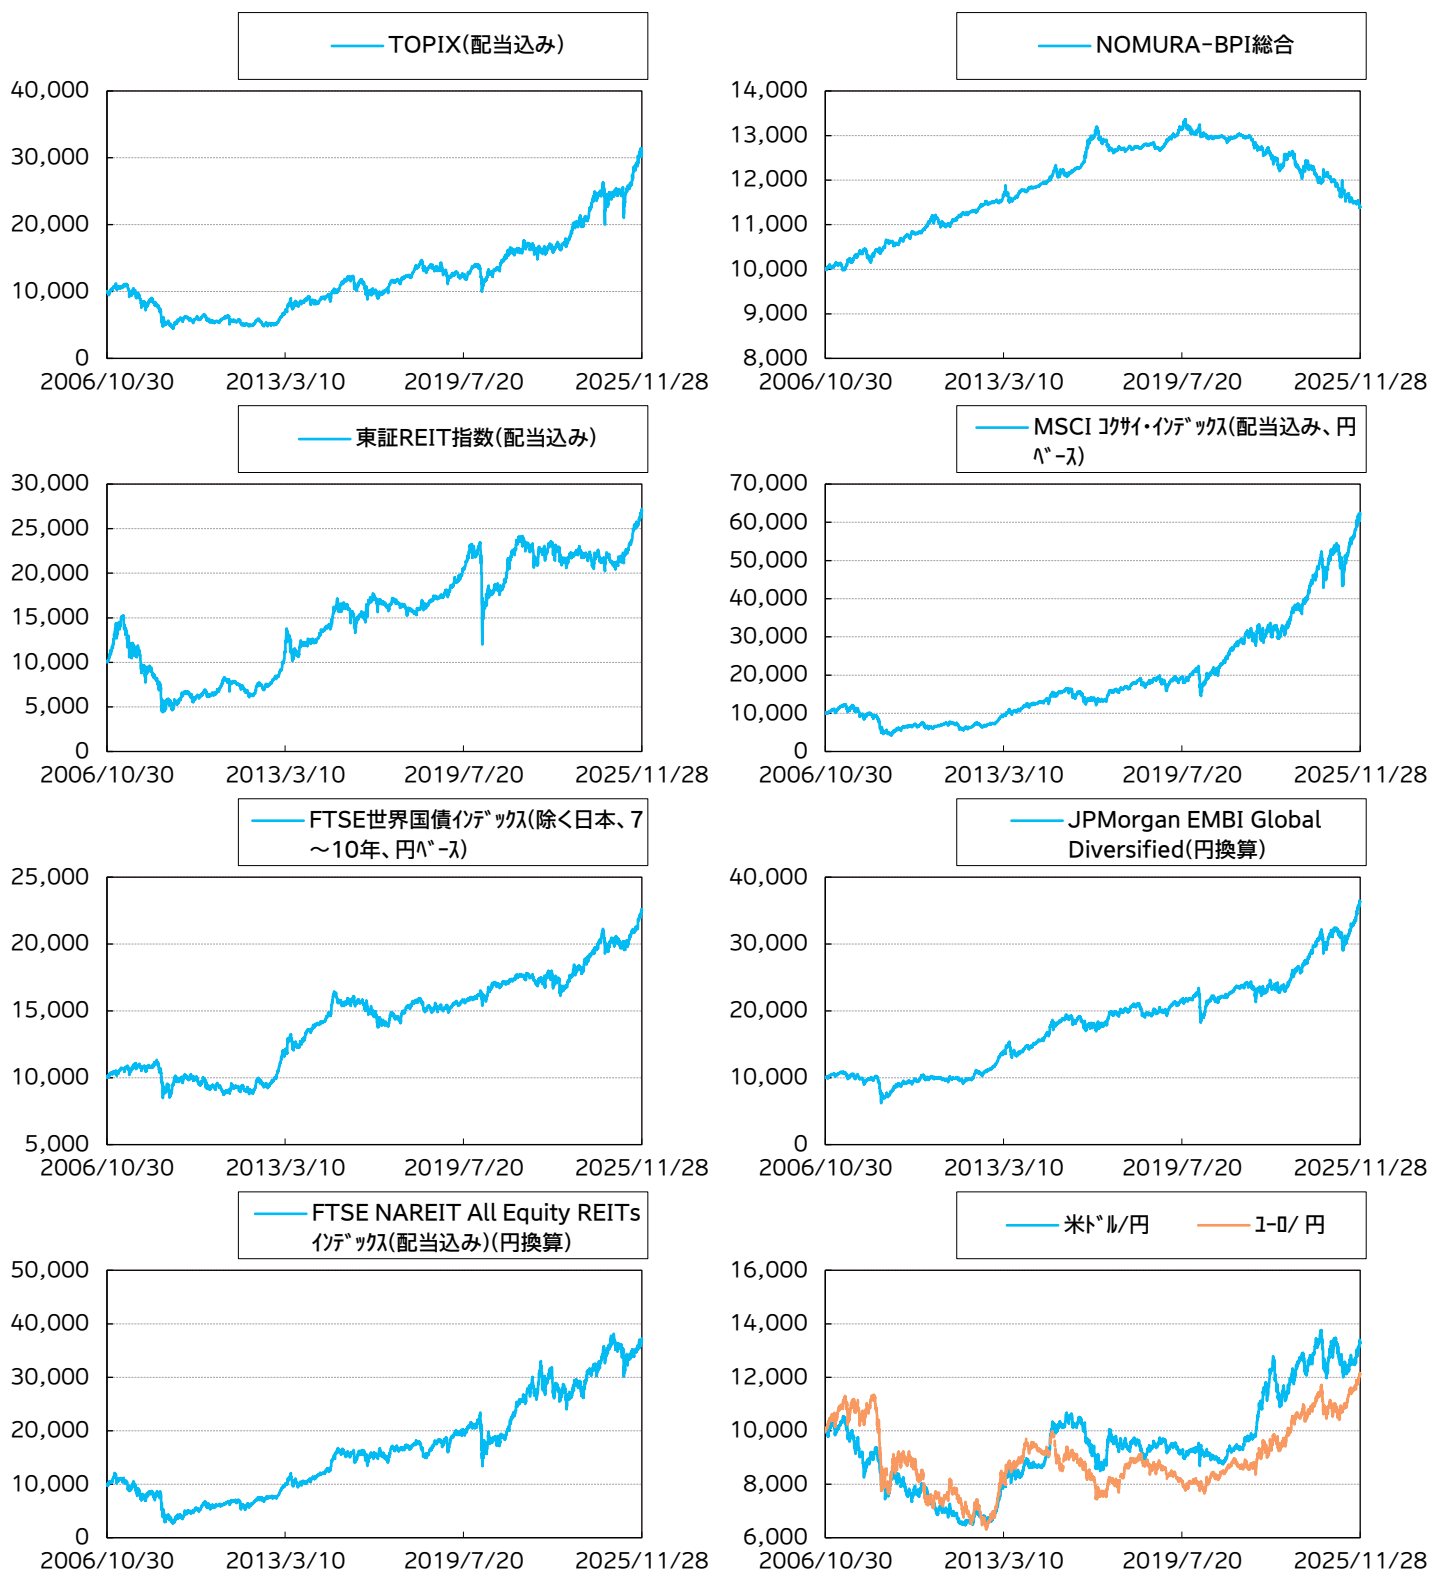 TOPIX(配当込み)
40,000
30,000
20,000
10,000
0
2006/10/30 2013/3/10 2019/7/20 2025/11/28
NOMURA-BPI総合
14,000
13,000
12,000
11,000
10,000
9,000
8,000
2006/10/30 2013/3/10 2019/7/20 2025/11/28
東証REIT指数(配当込み)
30,000
25,000
20,000
15,000
10,000
5,000
0
2006/10/30 2013/3/10 2019/7/20 2025/11/28
MSCI コクサイ・インデックス(配当込み、円
ベース)
70,000
60,000
50,000
40,000
30,000
20,000
10,000
0
2006/10/30 2013/3/10 2019/7/20 2025/11/28
FTSE世界国債インデックス(除く日本、7
~10年、円ベース)
25,000
20,000
15,000
10,000
5,000
2006/10/30 2013/3/10 2019/7/20 2025/11/28
JPMorgan EMBI Global
Diversified(円換算)
40,000
30,000
20,000
10,000
0
2006/10/30 2013/3/10 2019/7/20 2025/11/28
FTSE NAREIT All Equity REITs
インデックス(配当込み)(円換算)
50,000
40,000
30,000
20,000
10,000
0
2006/10/30 2013/3/10 2019/7/20 2025/11/28
米ドル/円 ユーロ/ 円
16,000
14,000
12,000
10,000
8,000
6,000
2006/10/30 2013/3/10 2019/7/20 2025/11/28